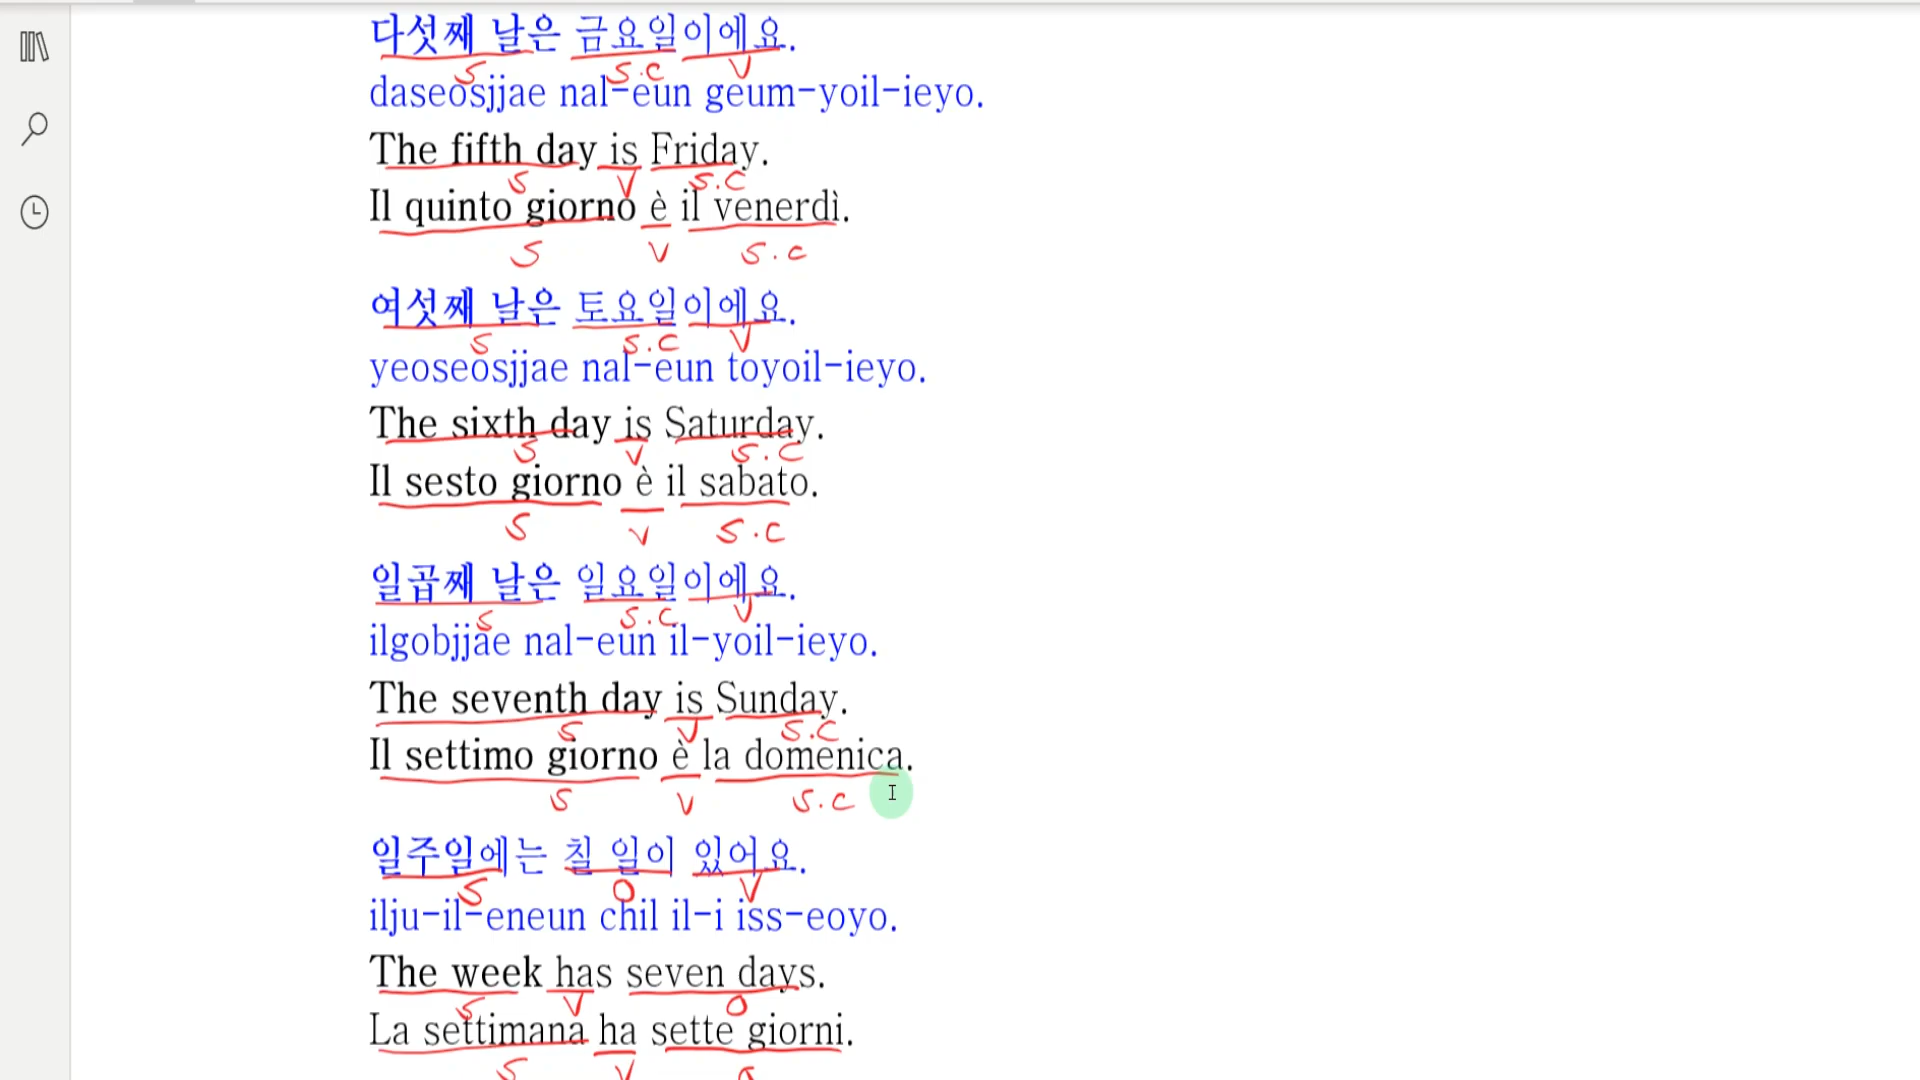 다섯째 날은 금요일이에요.
S S.C V
daseosjjae nal-eun geum-yoil-ieyo.
The fifth day is Friday.
S V S.C
Il quinto giorno è il venerdì.
S V S.C
여섯째 날은 토요일이에요.
S S.C V
yeoseosjjae nal-eun toyoil-ieyo.
The sixth day is Saturday.
S V S.C
Il sesto giorno è il sabato.
S V S.C
일곱째 날은 일요일이에요.
S S.C V
ilgobjjae nal-eun il-yoil-ieyo.
The seventh day is Sunday.
S V S.C
Il settimo giorno è la domenica.
S V S.C
일주일에는 칠 일이 있어요.
S O V
ilju-il-eneun chil il-i iss-eoyo.
The week has seven days.
S V O
La settimana ha sette giorni.
S V